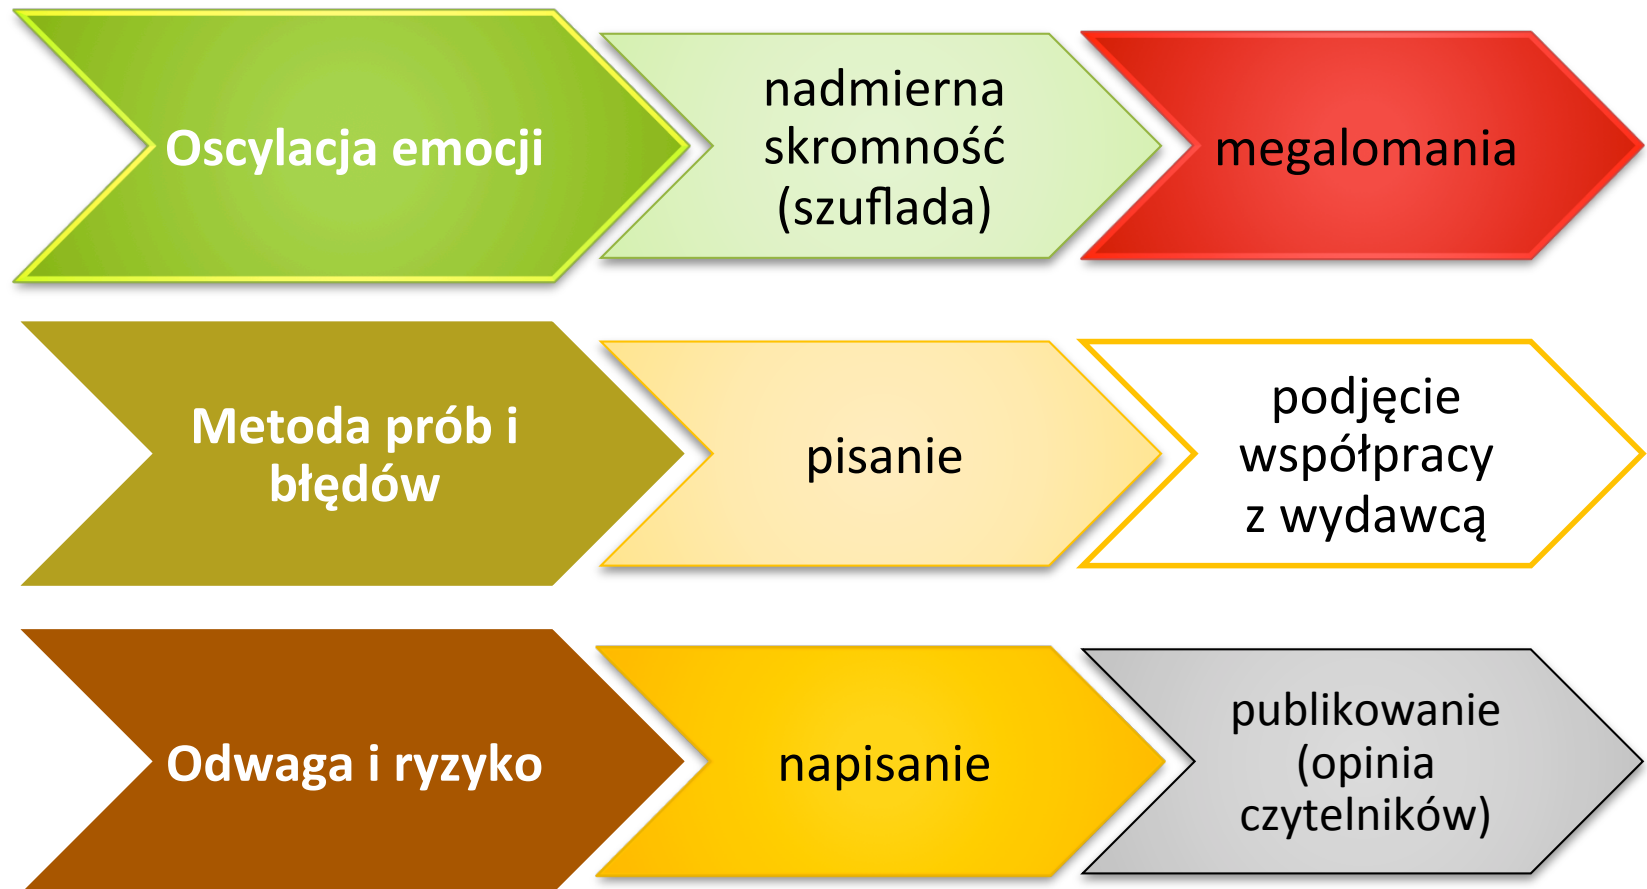 Oscylacja emocji
nadmierna
skromność
(szuflada)
megalomania
Metoda prób i
błędów
pisanie
podjęcie
współpracy
z wydawcą
Odwaga i ryzyko
napisanie
publikowanie
(opinia
czytelników)